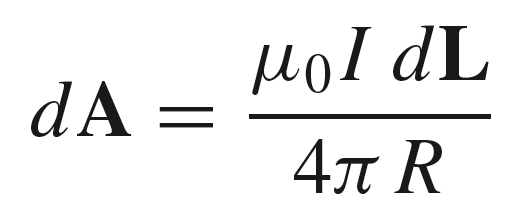 d𝐀 = μ₀I d𝐋 / 4π R